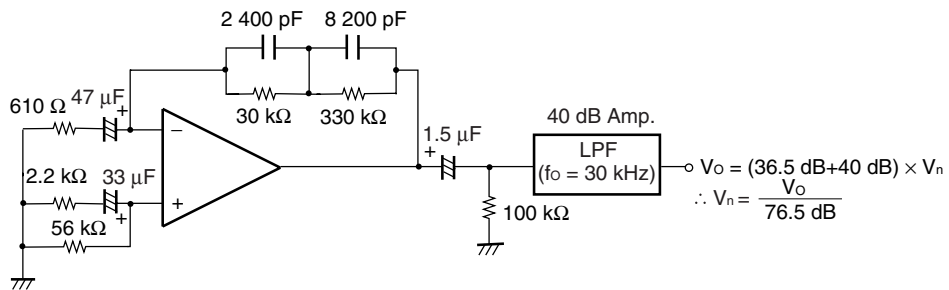 2 400 pF 8 200 pF
30 kΩ 330 kΩ
610 Ω 47 μF
+
−
2.2 kΩ 33 μF
+
+
56 kΩ
1.5 μF
+
100 kΩ
40 dB Amp.
LPF
(fO = 30 kHz)
VO = (36.5 dB+40 dB) × Vn
∴ Vn = VO / 76.5 dB